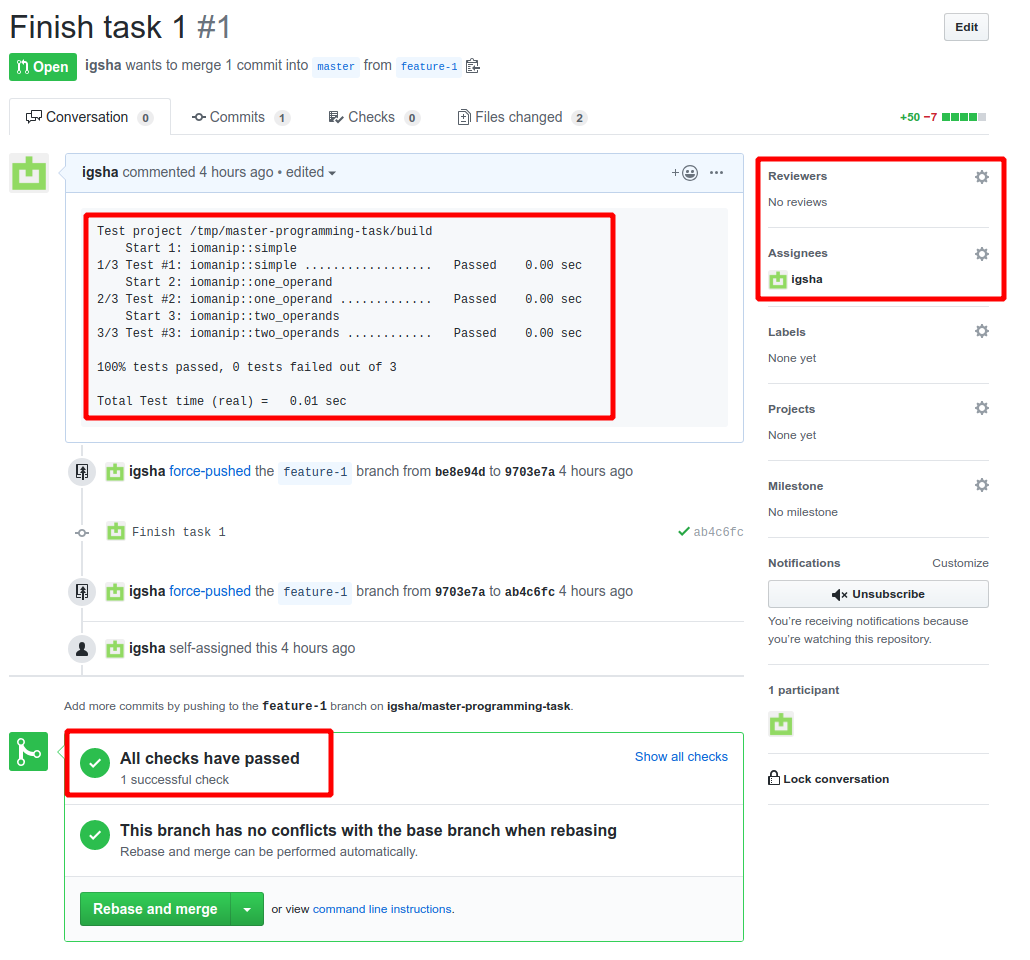 Finish task 1 #1
Edit
Open
igsha wants to merge 1 commit into master from feature-1
Conversation 0
Commits 1
Checks 0
Files changed 2
+50 −7
igsha commented 4 hours ago • edited
Test project /tmp/master-programming-task/build
    Start 1: iomanip::simple
1/3 Test #1: iomanip::simple ..................   Passed    0.00 sec
    Start 2: iomanip::one_operand
2/3 Test #2: iomanip::one_operand .............   Passed    0.00 sec
    Start 3: iomanip::two_operands
3/3 Test #3: iomanip::two_operands ............   Passed    0.00 sec
100% tests passed, 0 tests failed out of 3
Total Test time (real) =   0.01 sec
igsha force-pushed the feature-1 branch from be8e94d to 9703e7a 4 hours ago
Finish task 1
ab4c6fc
igsha force-pushed the feature-1 branch from 9703e7a to ab4c6fc 4 hours ago
igsha self-assigned this 4 hours ago
Add more commits by pushing to the feature-1 branch on igsha/master-programming-task.
All checks have passed
1 successful check
Show all checks
This branch has no conflicts with the base branch when rebasing
Rebase and merge can be performed automatically.
Rebase and merge
or view command line instructions.
Reviewers
No reviews
Assignees
igsha
Labels
None yet
Projects
None yet
Milestone
No milestone
Notifications
Customize
Unsubscribe
You're receiving notifications because
you're watching this repository.
1 participant
Lock conversation